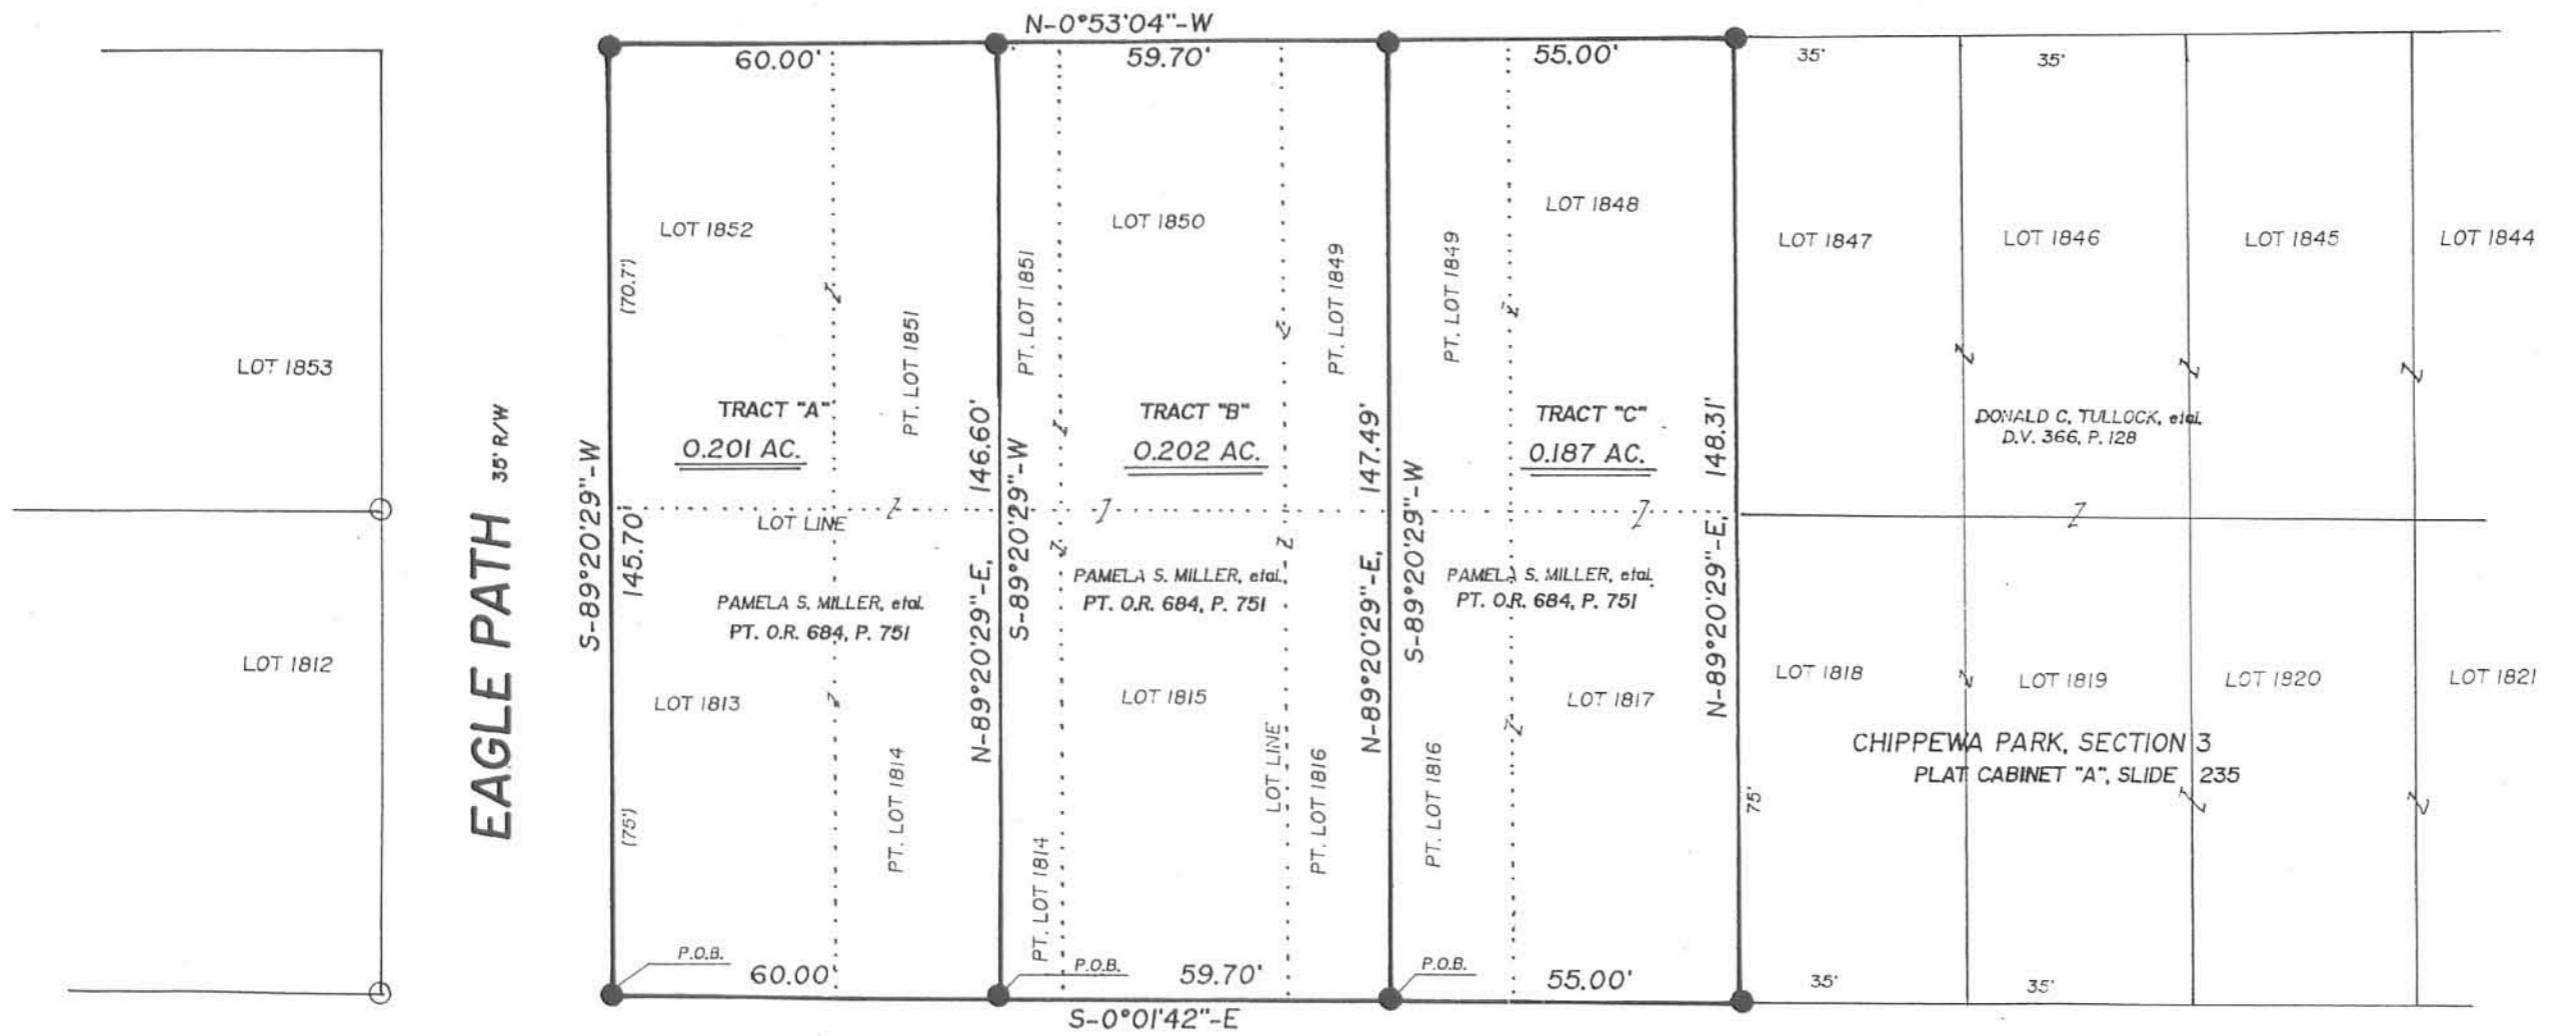 N-0°53'04"-W
60.00'
59.70'
55.00'
35'
35'
LOT 1852
LOT 1850
LOT 1848
LOT 1847
LOT 1846
LOT 1845
LOT 1844
(70.7')
PT. LOT 1851
PT. LOT 1851
PT. LOT 1849
PT. LOT 1849
LOT 1853
EAGLE PATH 35' R/W
TRACT "A"
0.201 AC.
TRACT "B"
0.202 AC.
TRACT "C"
0.187 AC.
DONALD C. TULLOCK, etal.
D.V. 366, P. 128
S-89°20'29"-W
145.70'
N-89°20'29"-E, 146.60'
S-89°20'29"-W
N-89°20'29"-E, 147.49'
S-89°20'29"-W
N-89°20'29"-E, 148.31'
LOT LINE
PAMELA S. MILLER, etal.
PT. O.R. 684, P. 751
PAMELA S. MILLER, etal.,
PT. O.R. 684, P. 751
PAMELA S. MILLER, etal.
PT. O.R. 684, P. 751
LOT 1812
LOT 1813
LOT 1815
LOT 1817
LOT 1818
LOT 1819
LOT 1820
LOT 1821
CHIPPEWA PARK, SECTION 3
PLAT CABINET "A", SLIDE 235
(75')
PT. LOT 1814
PT. LOT 1814
LOT LINE
PT. LOT 1816
PT. LOT 1816
75'
P.O.B.
60.00'
P.O.B.
59.70'
P.O.B.
55.00'
35'
35'
S-0°01'42"-E